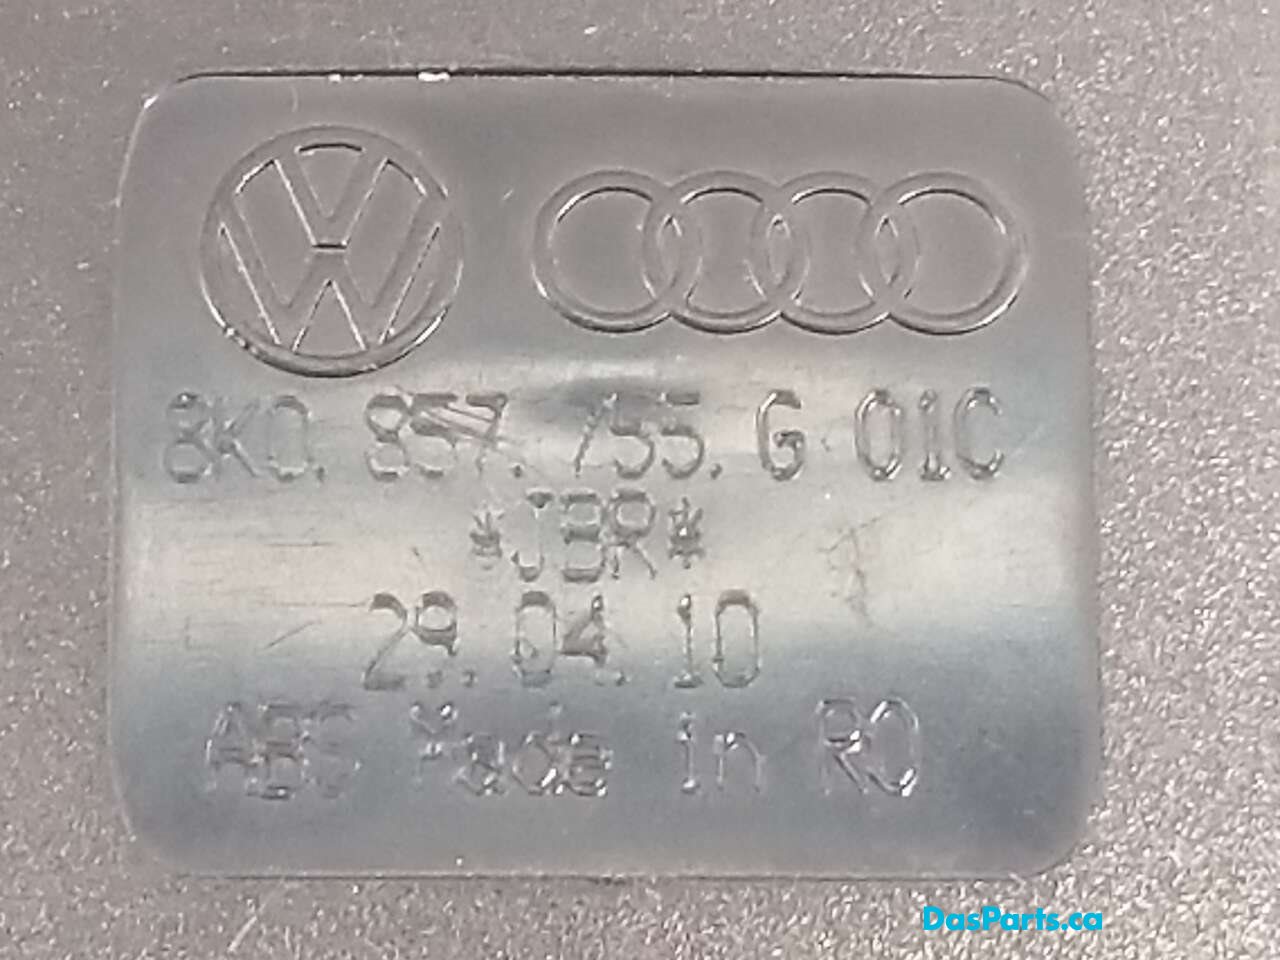 8K0. 857. 755. G 01C
*JBR*
29. 04. 10
ABS Made in RO
DasParts.ca